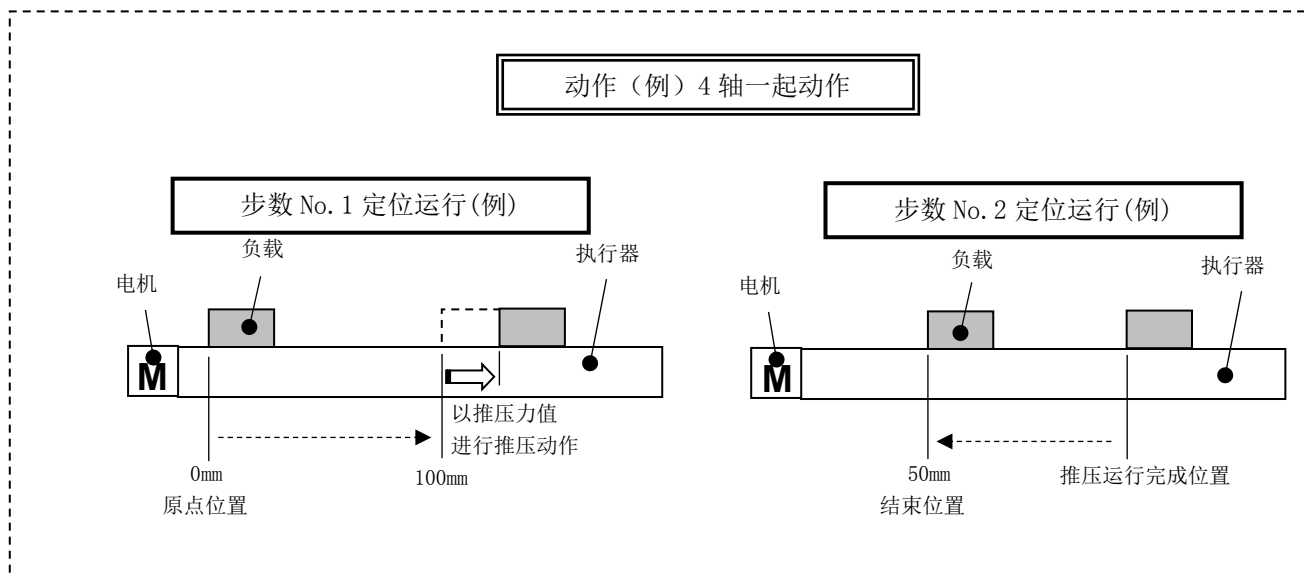 动作（例）4 轴一起动作
步数 No.1 定位运行(例)
负载
执行器
电机
M
以推压力值
进行推压动作
0mm
100mm
原点位置
步数 No.2 定位运行(例)
负载
执行器
电机
M
50mm
推压运行完成位置
结束位置